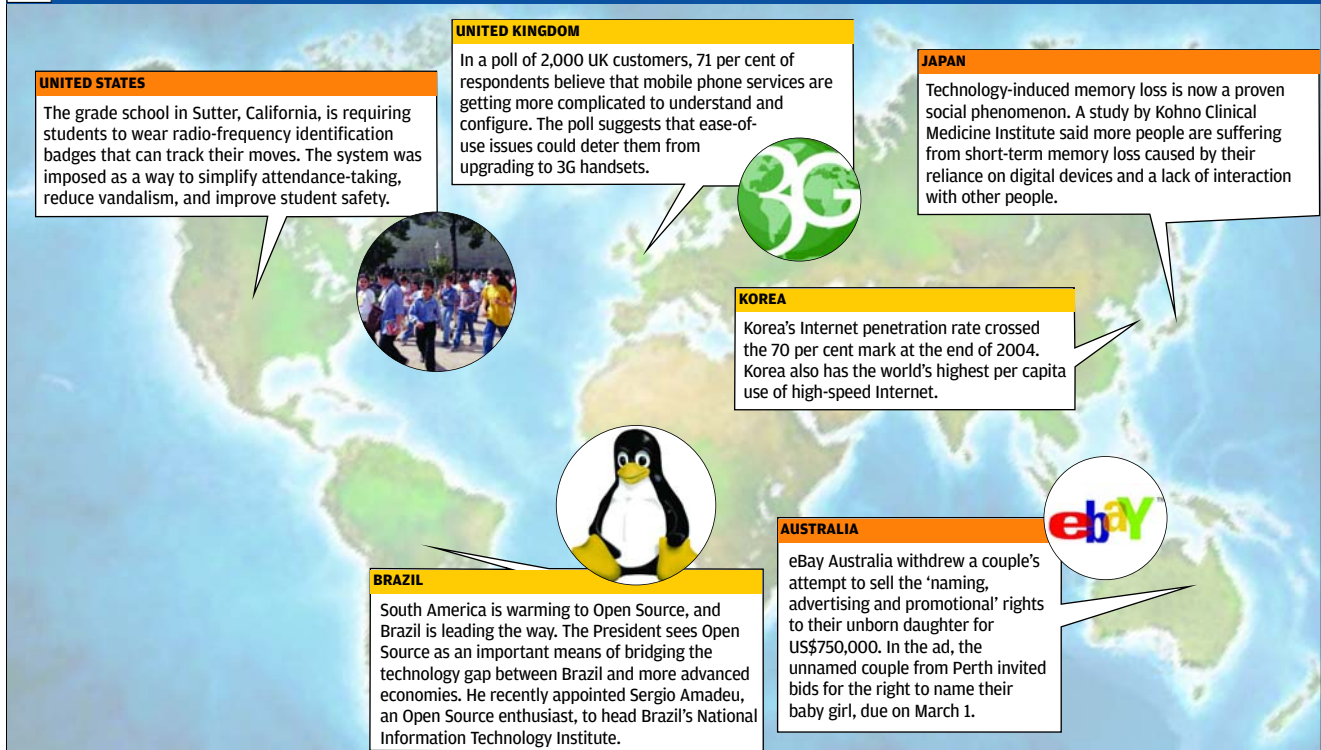 UNITED STATES
The grade school in Sutter, California, is requiring
students to wear radio-frequency identification
badges that can track their moves. The system was
imposed as a way to simplify attendance-taking,
reduce vandalism, and improve student safety.
UNITED KINGDOM
In a poll of 2,000 UK customers, 71 per cent of
respondents believe that mobile phone services are
getting more complicated to understand and
configure. The poll suggests that ease-of-
use issues could deter them from
upgrading to 3G handsets.
3G
JAPAN
Technology-induced memory loss is now a proven
social phenomenon. A study by Kohno Clinical
Medicine Institute said more people are suffering
from short-term memory loss caused by their
reliance on digital devices and a lack of interaction
with other people.
KOREA
Korea's Internet penetration rate crossed
the 70 per cent mark at the end of 2004.
Korea also has the world's highest per capita
use of high-speed Internet.
BRAZIL
South America is warming to Open Source, and
Brazil is leading the way. The President sees Open
Source as an important means of bridging the
technology gap between Brazil and more advanced
economies. He recently appointed Sergio Amadeu,
an Open Source enthusiast, to head Brazil's National
Information Technology Institute.
AUSTRALIA
eBay Australia withdrew a couple's
attempt to sell the 'naming,
advertising and promotional' rights
to their unborn daughter for
US$750,000. In the ad, the
unnamed couple from Perth invited
bids for the right to name their
baby girl, due on March 1.
ebaY™